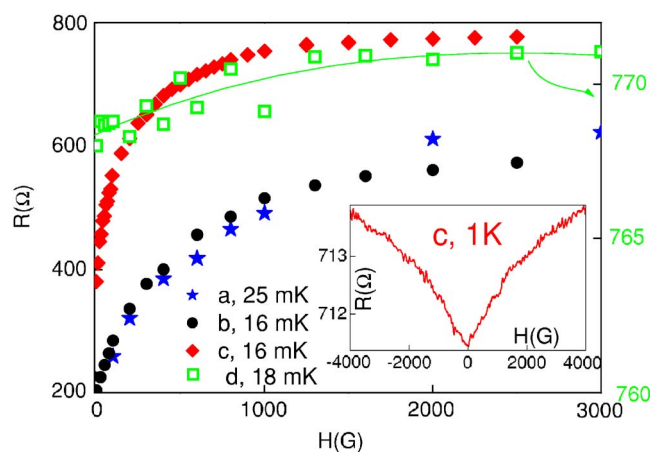 800
600
400
200
R(Ω)
0
1000
2000
3000
H(G)
770
765
760
a, 25 mK
b, 16 mK
c, 16 mK
d, 18 mK
c, 1K
713
712
R(Ω)
H(G)
-4000
-2000
0
2000
4000